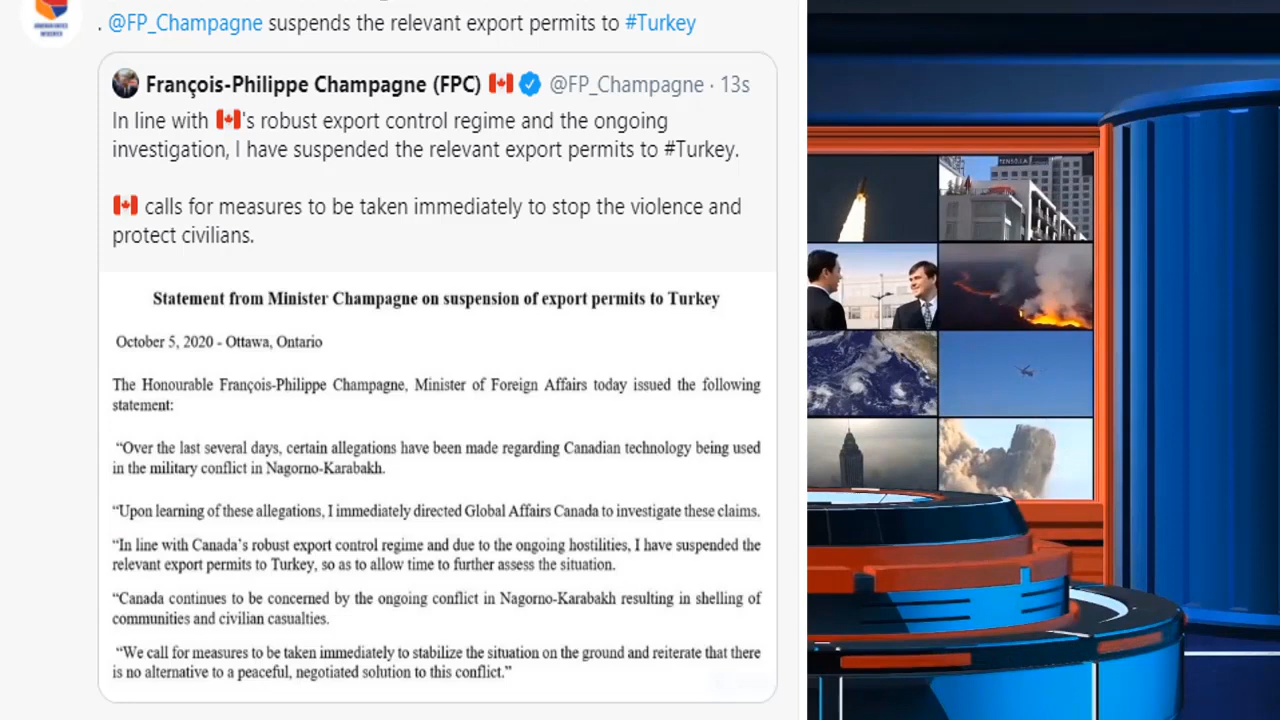 . @FP_Champagne suspends the relevant export permits to #Turkey
François-Philippe Champagne (FPC) 🇨🇦 @FP_Champagne · 13s
In line with 🇨🇦's robust export control regime and the ongoing
investigation, I have suspended the relevant export permits to #Turkey.
🇨🇦 calls for measures to be taken immediately to stop the violence and
protect civilians.
Statement from Minister Champagne on suspension of export permits to Turkey
October 5, 2020 - Ottawa, Ontario
The Honourable François-Philippe Champagne, Minister of Foreign Affairs today issued the following
statement:
“Over the last several days, certain allegations have been made regarding Canadian technology being used
in the military conflict in Nagorno-Karabakh.
“Upon learning of these allegations, I immediately directed Global Affairs Canada to investigate these claims.
“In line with Canada’s robust export control regime and due to the ongoing hostilities, I have suspended the
relevant export permits to Turkey, so as to allow time to further assess the situation.
“Canada continues to be concerned by the ongoing conflict in Nagorno-Karabakh resulting in shelling of
communities and civilian casualties.
“We call for measures to be taken immediately to stabilize the situation on the ground and reiterate that there
is no alternative to a peaceful, negotiated solution to this conflict.”